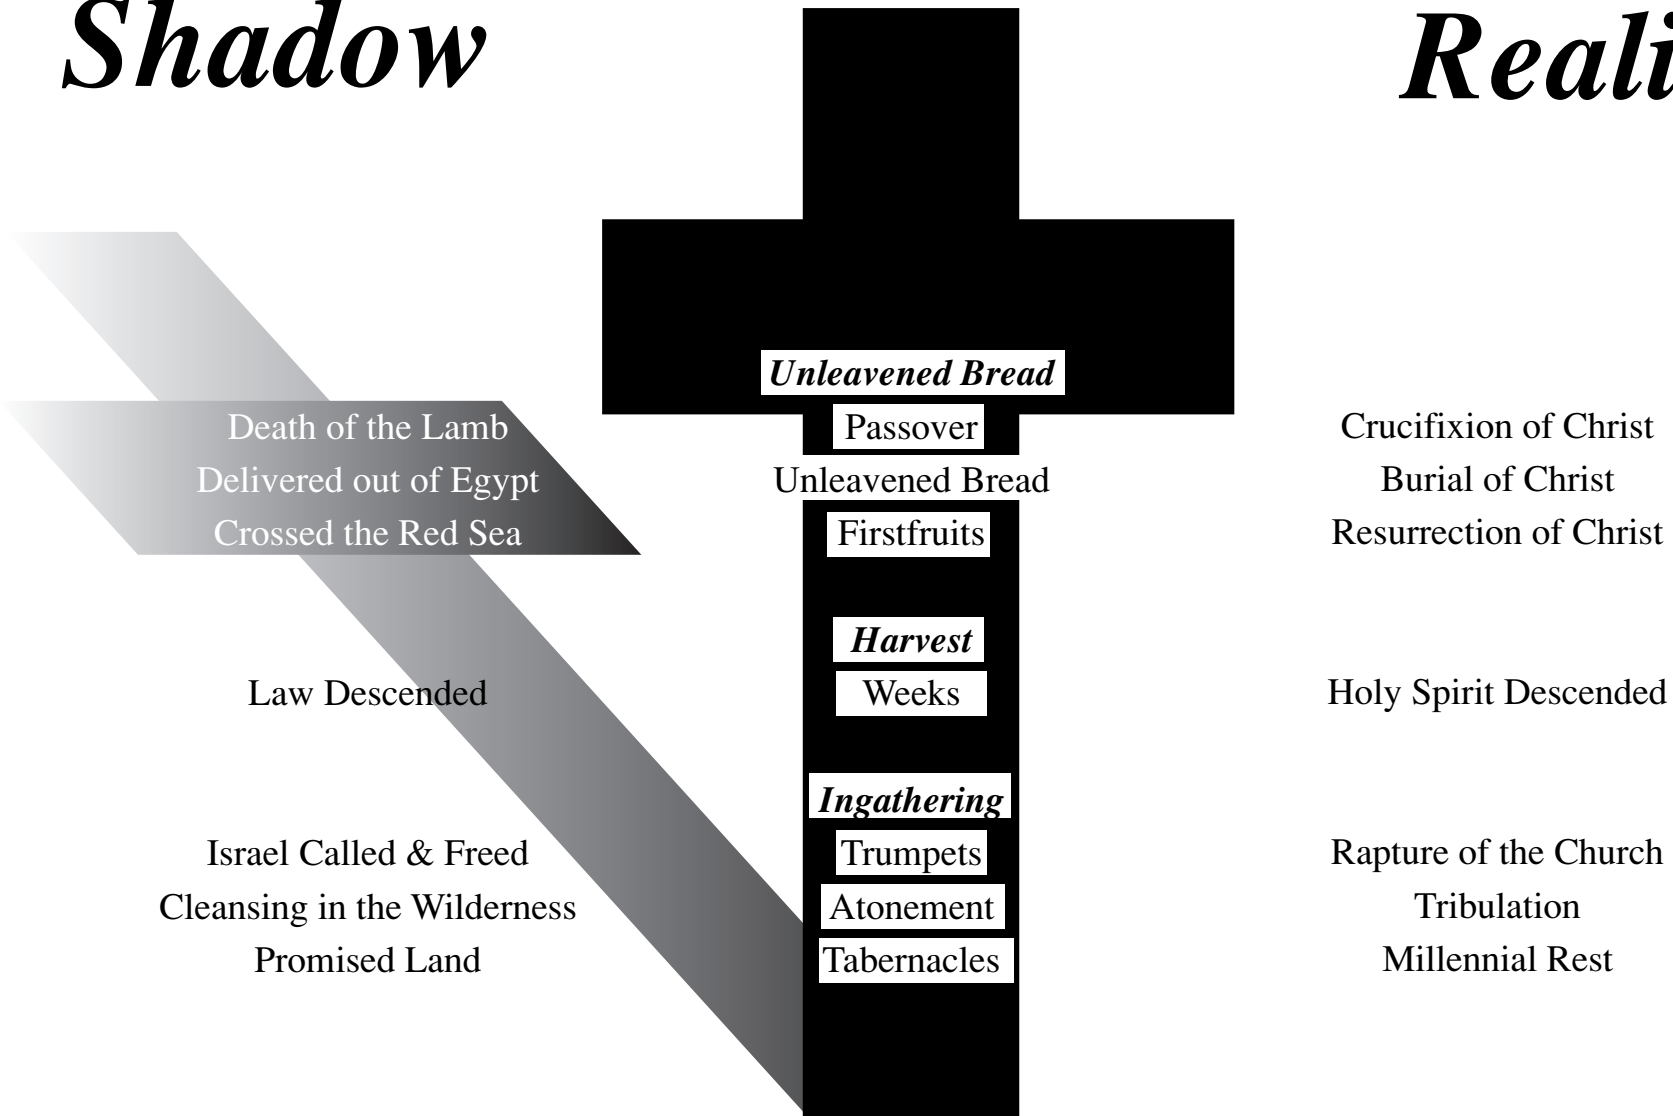 Shadow
Reali
Unleavened Bread
Death of the Lamb Passover Crucifixion of Christ
Delivered out of Egypt Unleavened Bread Burial of Christ
Crossed the Red Sea Firstfruits Resurrection of Christ
Harvest
Law Descended Weeks Holy Spirit Descended
Ingathering
Israel Called & Freed Trumpets Rapture of the Church
Cleansing in the Wilderness Atonement Tribulation
Promised Land Tabernacles Millennial Rest